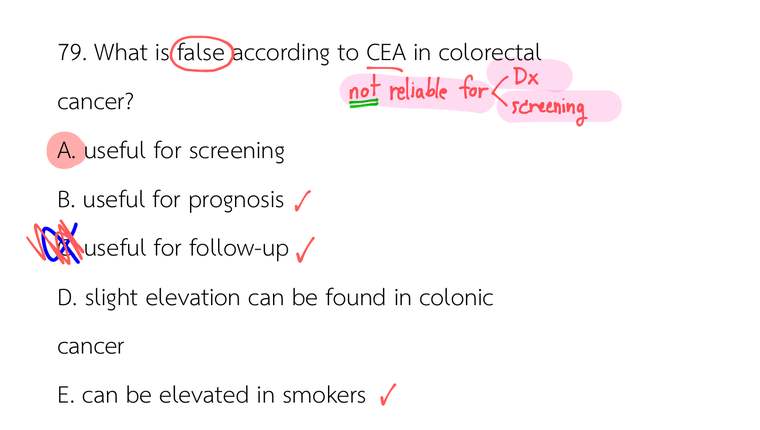 79. What is false according to CEA in colorectal
not reliable for Dx
screening
cancer?
A. useful for screening
B. useful for prognosis ✓
useful for follow-up ✓
D. slight elevation can be found in colonic
cancer
E. can be elevated in smokers ✓